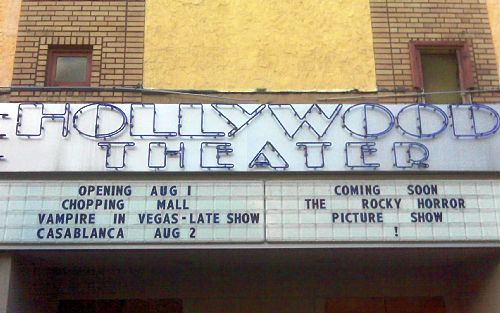 HOLLYWOOD
THEATER
OPENING AUG 1
CHOPPING MALL
VAMPIRE IN VEGAS-LATE SHOW
CASABLANCA AUG 2
COMING SOON
THE ROCKY HORROR
PICTURE SHOW
!